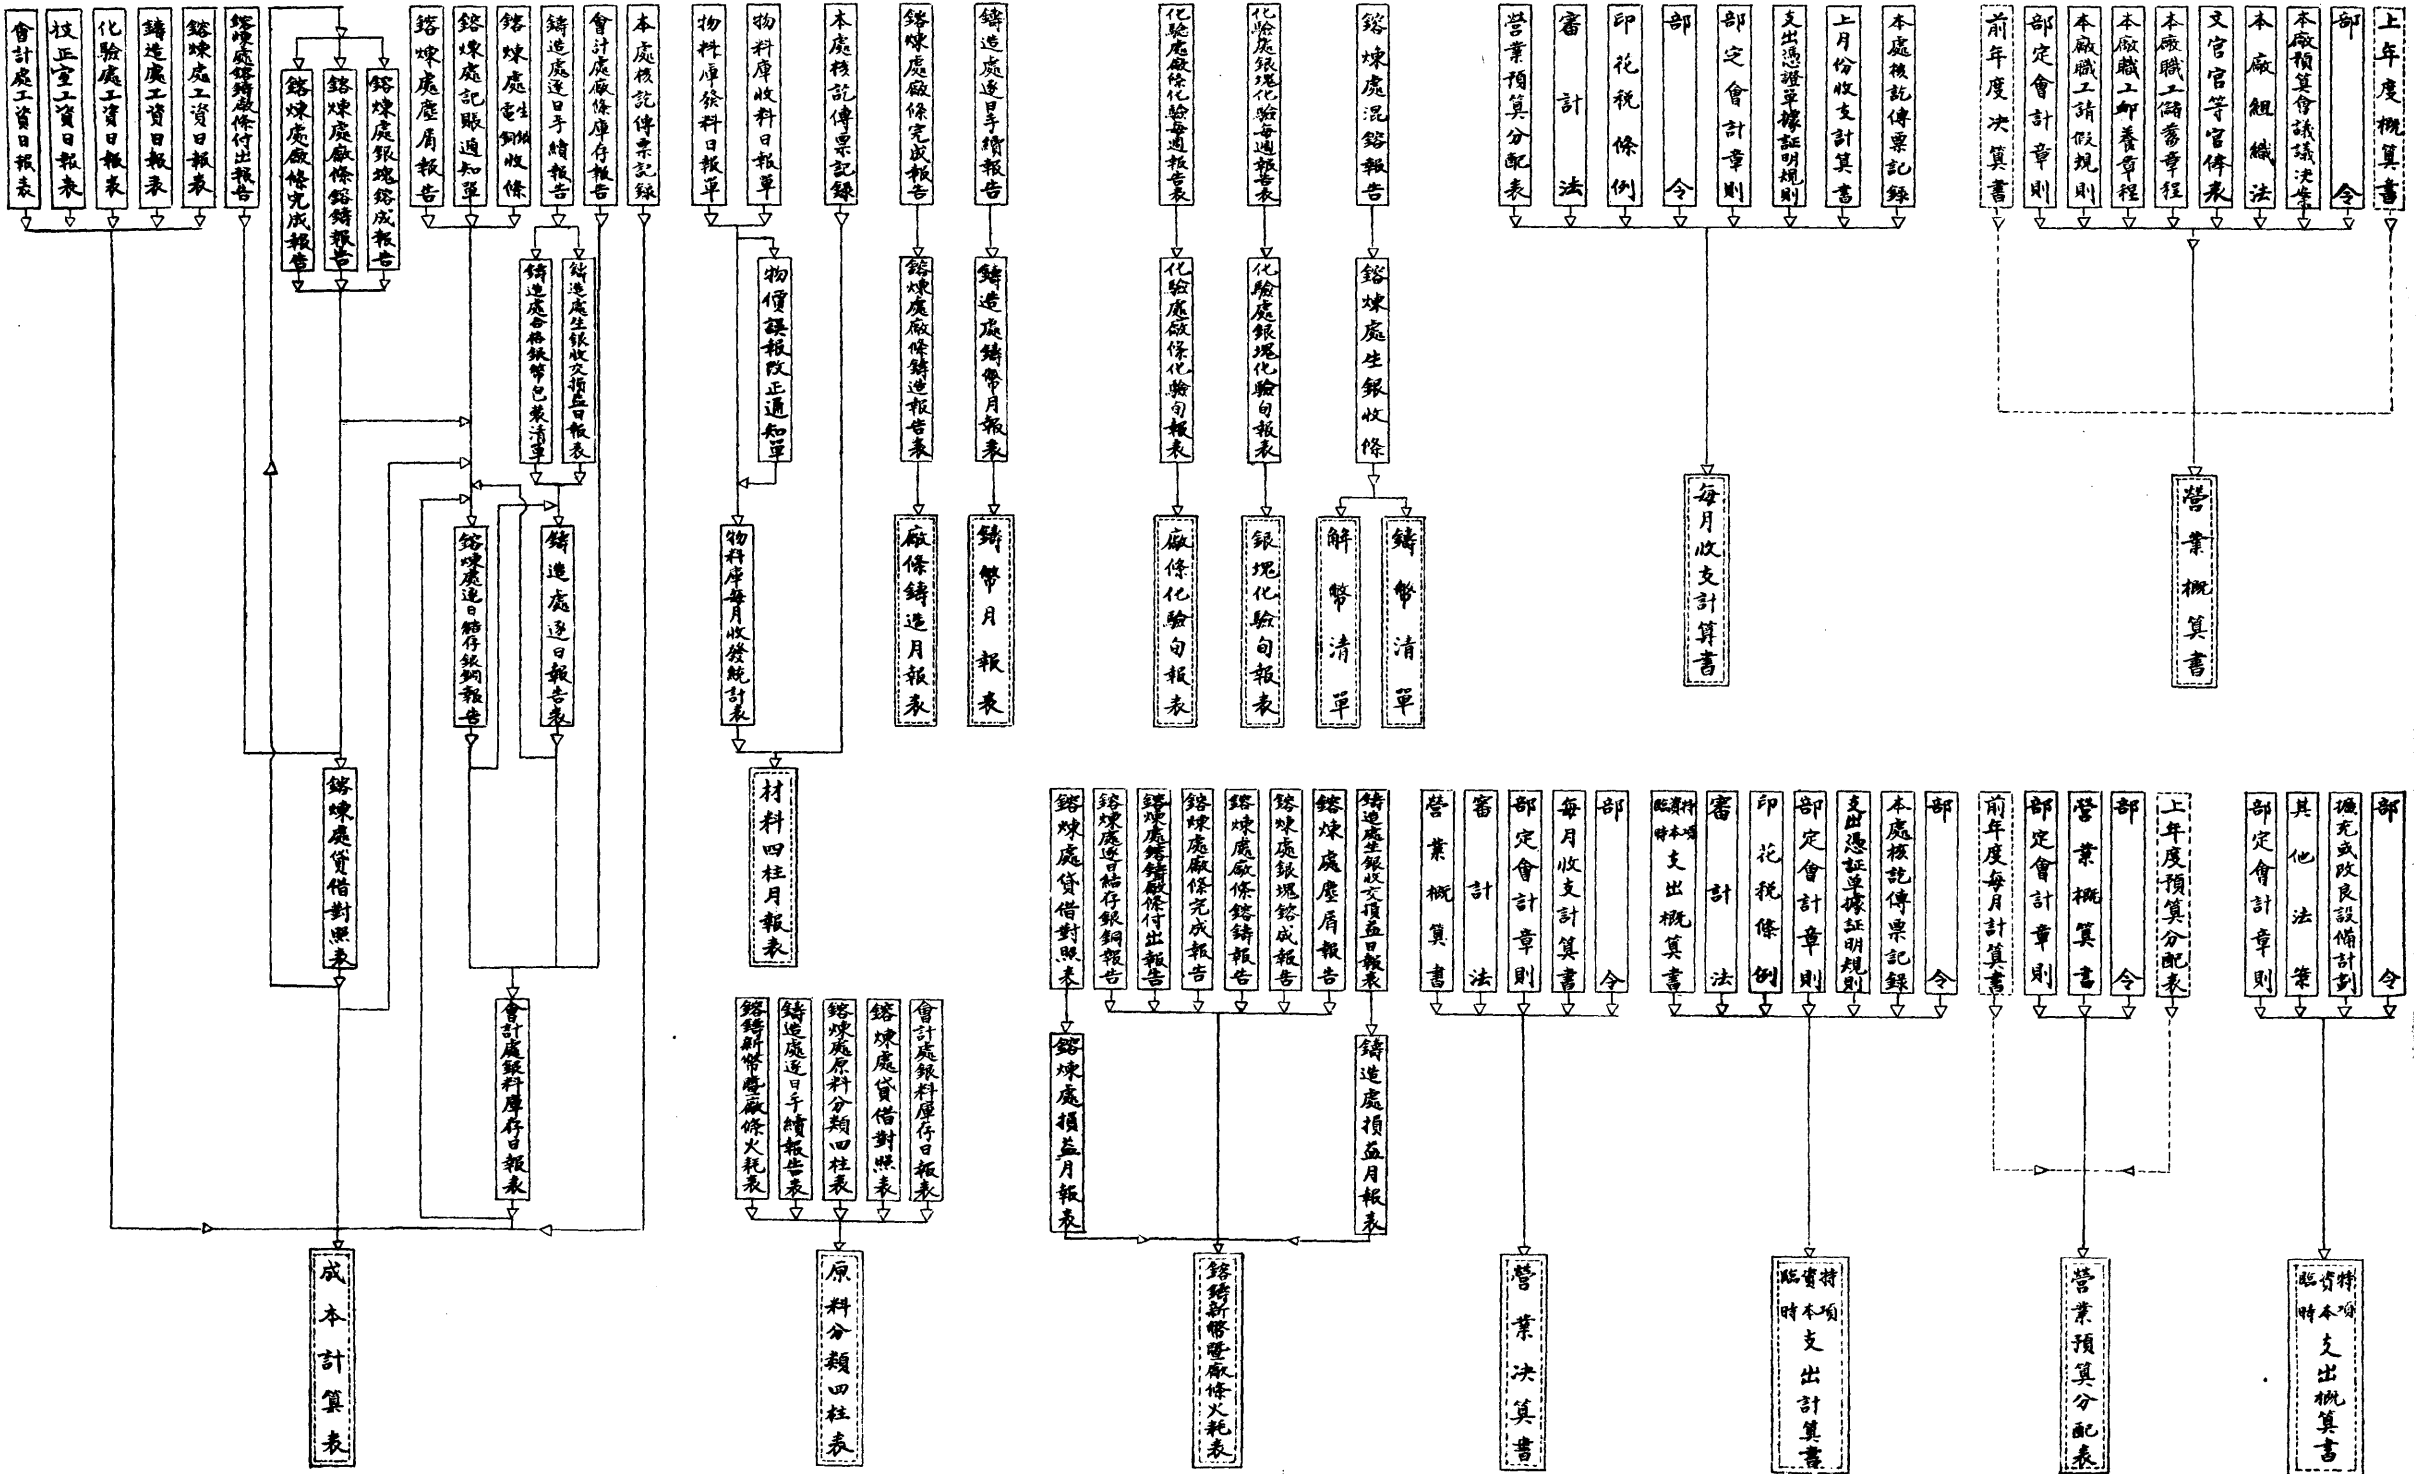 上年度概算書
部令
本廠預算會議議决案
本廠組織法
文官官等官俸表
本廠職工儲蓄章程
本廠職工卹養章程
本廠職工請假規則
部定會計章則
前年度决算書
營業概算書
本處核訖傳票記錄
上月份收支計算書
支出憑證單據証明規則
部定會計章則
部令
印花稅條例
審計法
營業預算分配表
每月收支計算書
鎔煉處混鎔報告
鎔煉處生銀收條
鑄幣清單
解幣清單
化驗處銀塊化驗每週報告表
化驗處銀塊化驗旬報表
銀塊化驗旬報表
化驗處廠條化驗每週報告表
化驗處廠條化驗旬報表
廠條化驗旬報表
鑄造處逐日手續報告
鑄造處鑄幣月報表
鑄幣月報表
鎔煉處廠條完成報告
鎔煉處廠條鑄造報告表
廠條鑄造月報表
本處核訖傳票記錄
物料庫收料日報單
物料庫發料日報單
物價誤報改正通知單
物料庫每月收發統計表
材料四柱月報表
本處核訖傳票記錄
會計處廠條庫存報告
鑄造處逐日手續報告
鎔煉處生銀電銅收條
鎔煉處記賬通知單
鎔煉處塵屑報告
鑄造處生銀收交損益日報表
鑄造處合格銀幣包裝清單
鑄造處逐日報告表
鎔煉處逐日結存銀銅報告
會計處銀料庫存日報表
鎔煉處銀塊鎔成報告
鎔煉處廠條鎔鑄報告
鎔煉處廠條完成報告
鎔煉處鎔鑄廠條付出報告
鎔煉處貸借對照表
鎔煉處工資日報表
鑄造處工資日報表
化驗處工資日報表
技正室工資日報表
會計處工資日報表
成本計算表
部令
擴充或改良設備計劃
其他法案
部定會計章則
特項資本臨時支出概算書
上年度預算分配表
部令
營業概算書
部定會計章則
前年度每月計算書
營業預算分配表
部令
本處核訖傳票記錄
支出憑証单據証明規則
部定會計章則
印花稅條例
審計法
特項資本臨時支出概算書
特項資本臨時支出計算書
部令
每月收支計算書
部定會計章則
審計法
營業概算書
營業决算書
鑄造處生銀收交損益日報表
鎔煉處塵屑報告
鎔煉處銀塊鎔成報告
鎔煉處廠條鎔鑄報告
鎔煉處廠條完成報告
鎔煉處鎔鑄廠條付出報告
鎔煉處逐日結存銀銅報告
鎔煉處貸借對照表
鑄造處損益月報表
鎔煉處損益月報表
鎔鑄新幣暨廠條火耗表
會計處銀料庫存日報表
鎔煉處貸借對照表
鎔煉處原料分類四柱表
鑄造處逐日手續報告表
鎔鑄新幣暨廠條火耗表
原料分類四柱表